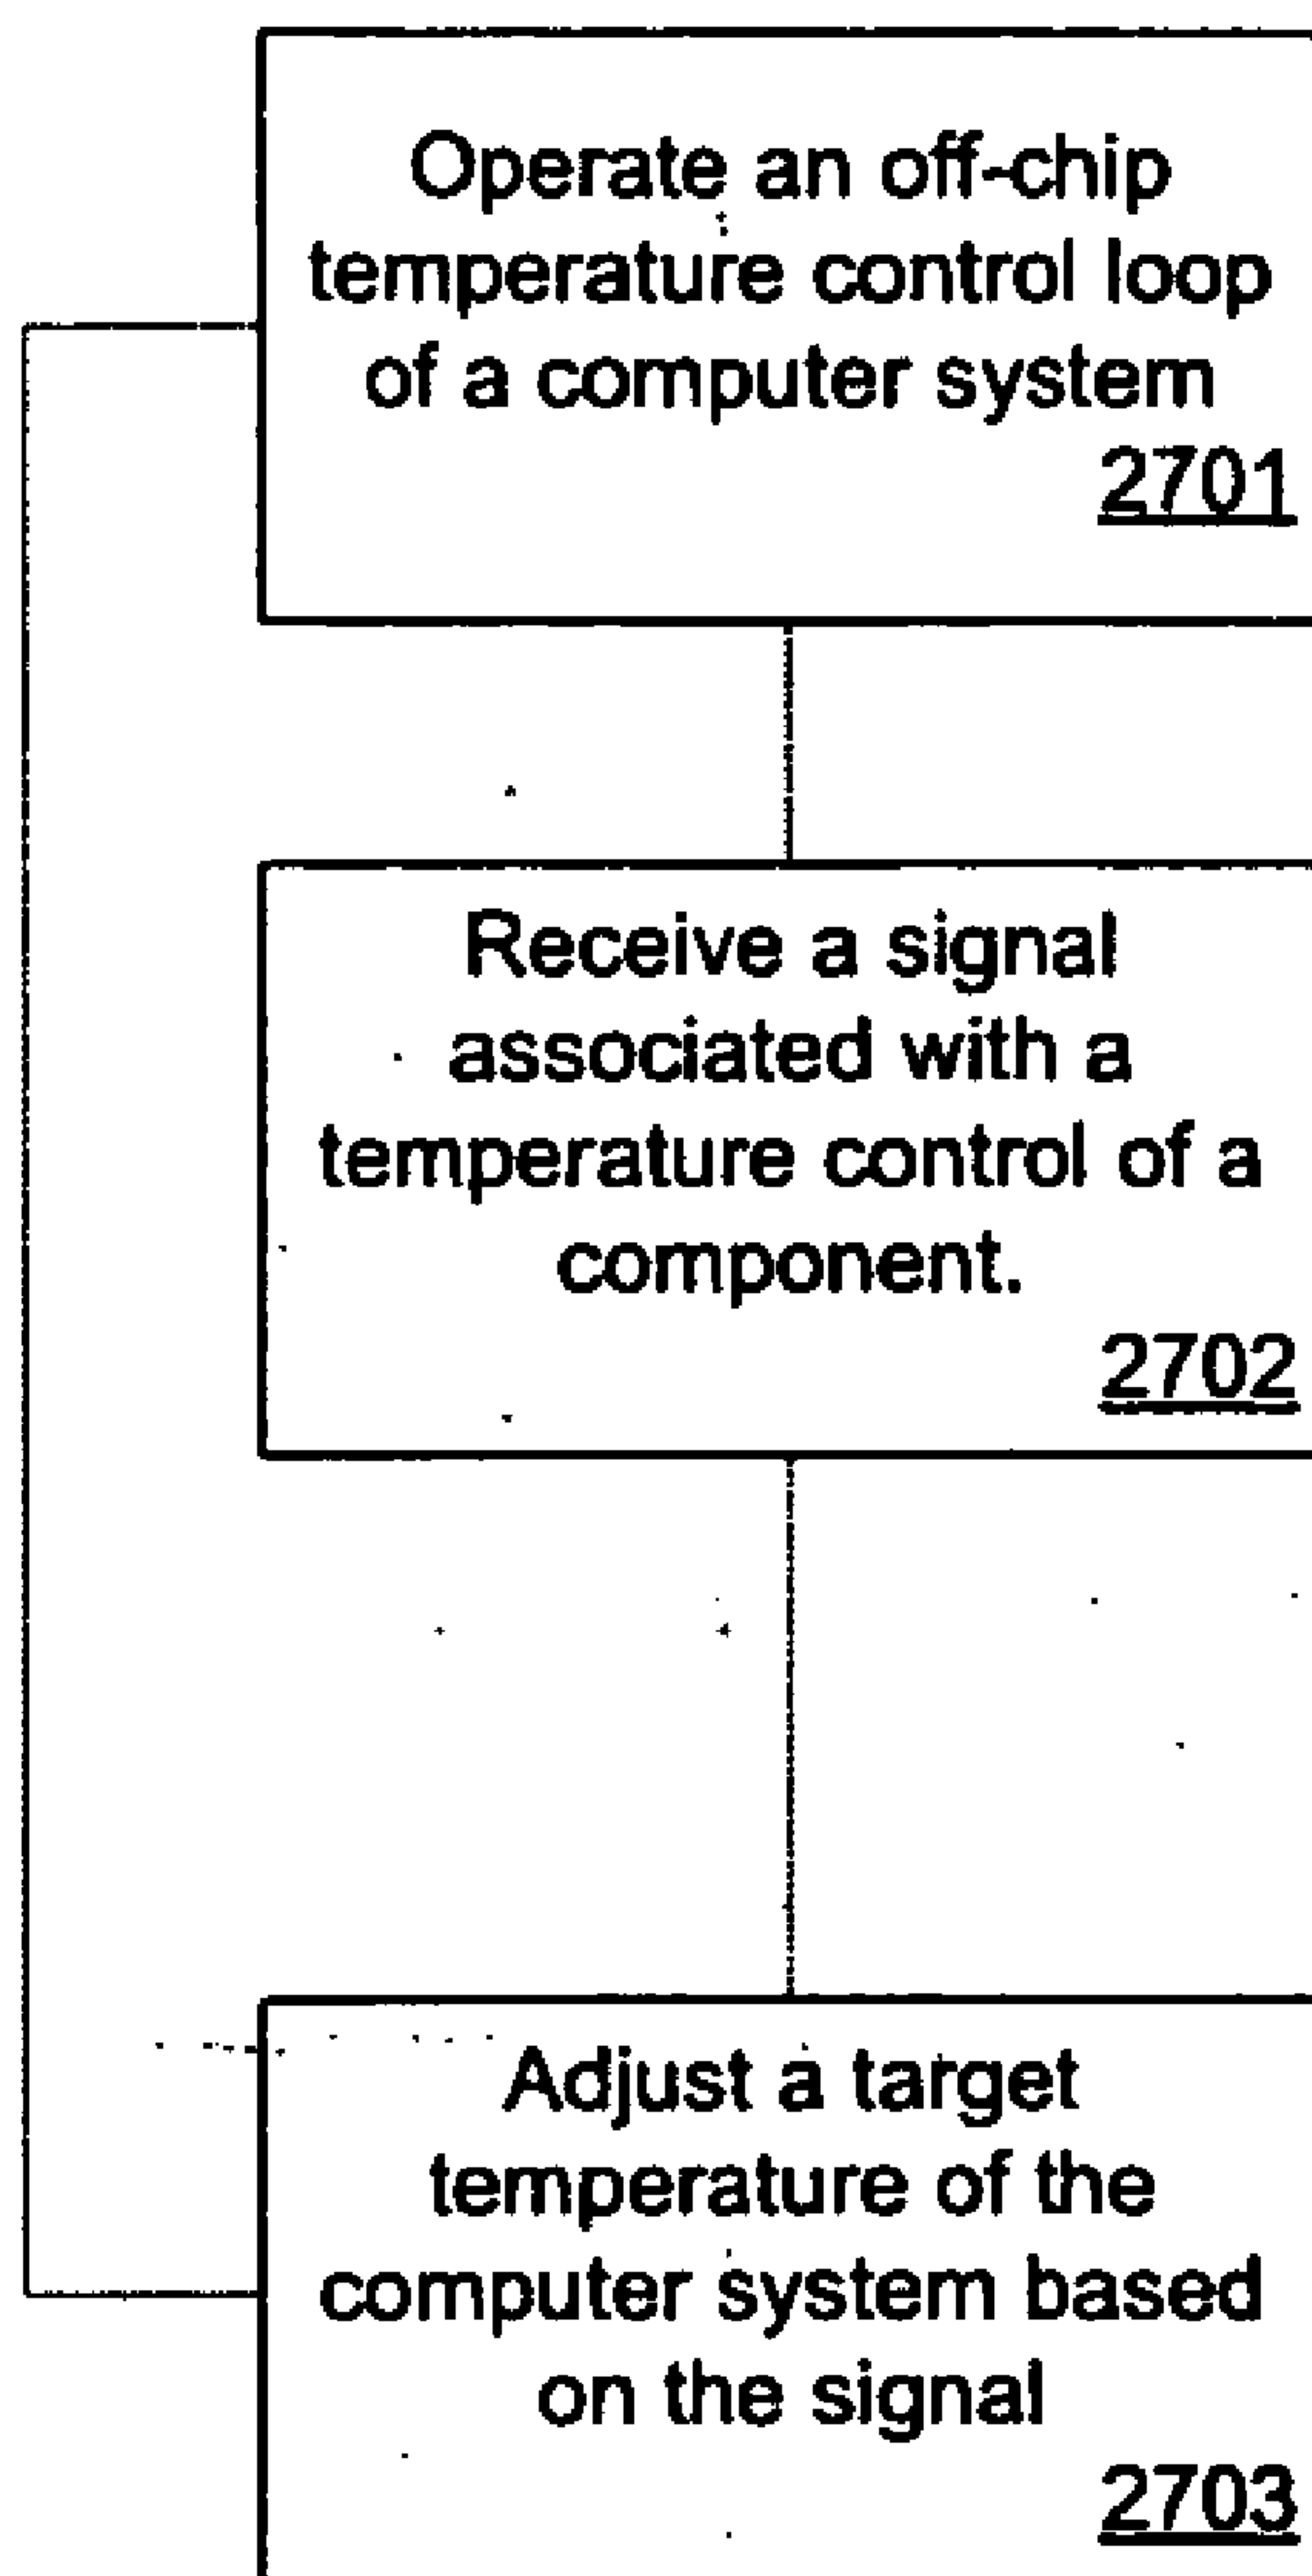 Operate an off-chip
temperature control loop
of a computer system
2701
Receive a signal
associated with a
temperature control of a
component.
2702
Adjust a target
temperature of the
computer system based
on the signal
2703